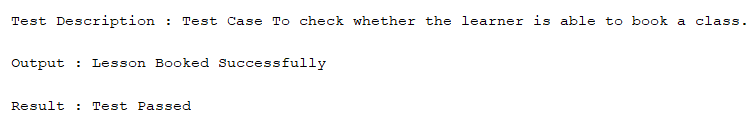 Test Description : Test Case To check whether the learner is able to book a class.
Output : Lesson Booked Successfully
Result : Test Passed